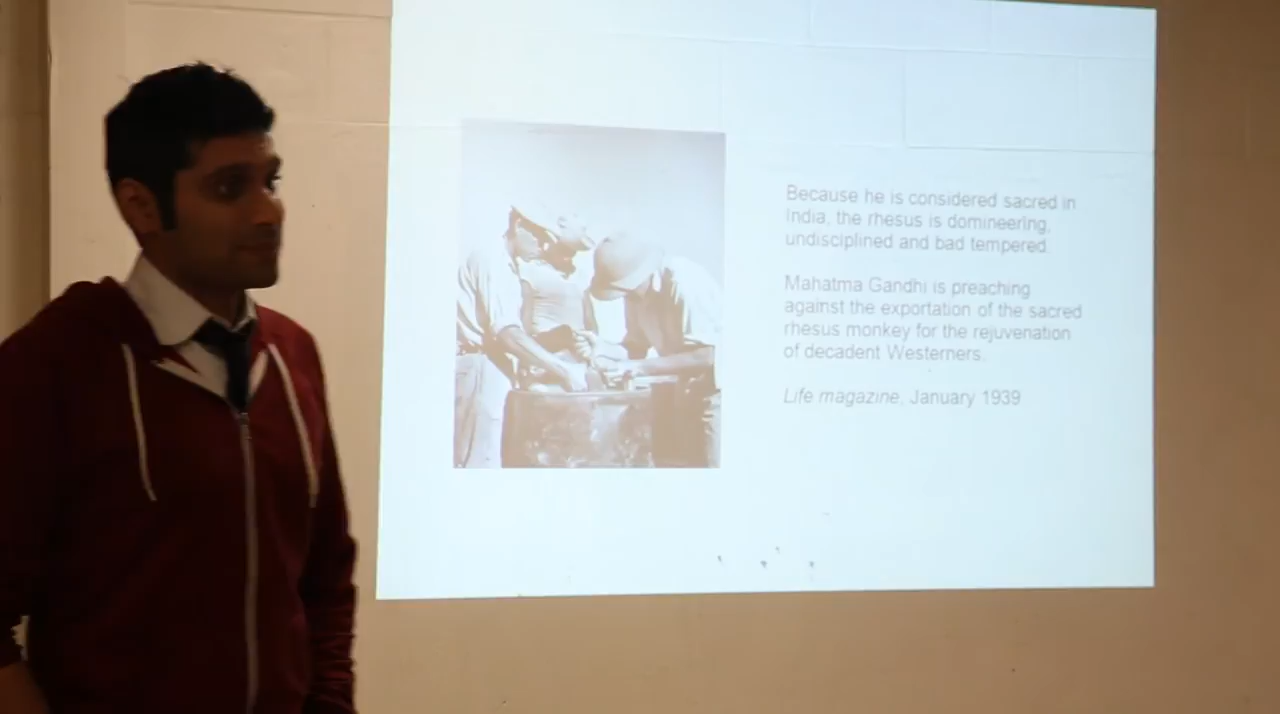 Because he is considered sacred in
India, the rhesus is domineering,
undisciplined and bad tempered.
Mahatma Gandhi is preaching
against the exportation of the sacred
rhesus monkey for the rejuvenation
of decadent Westerners.
Life magazine, January 1939